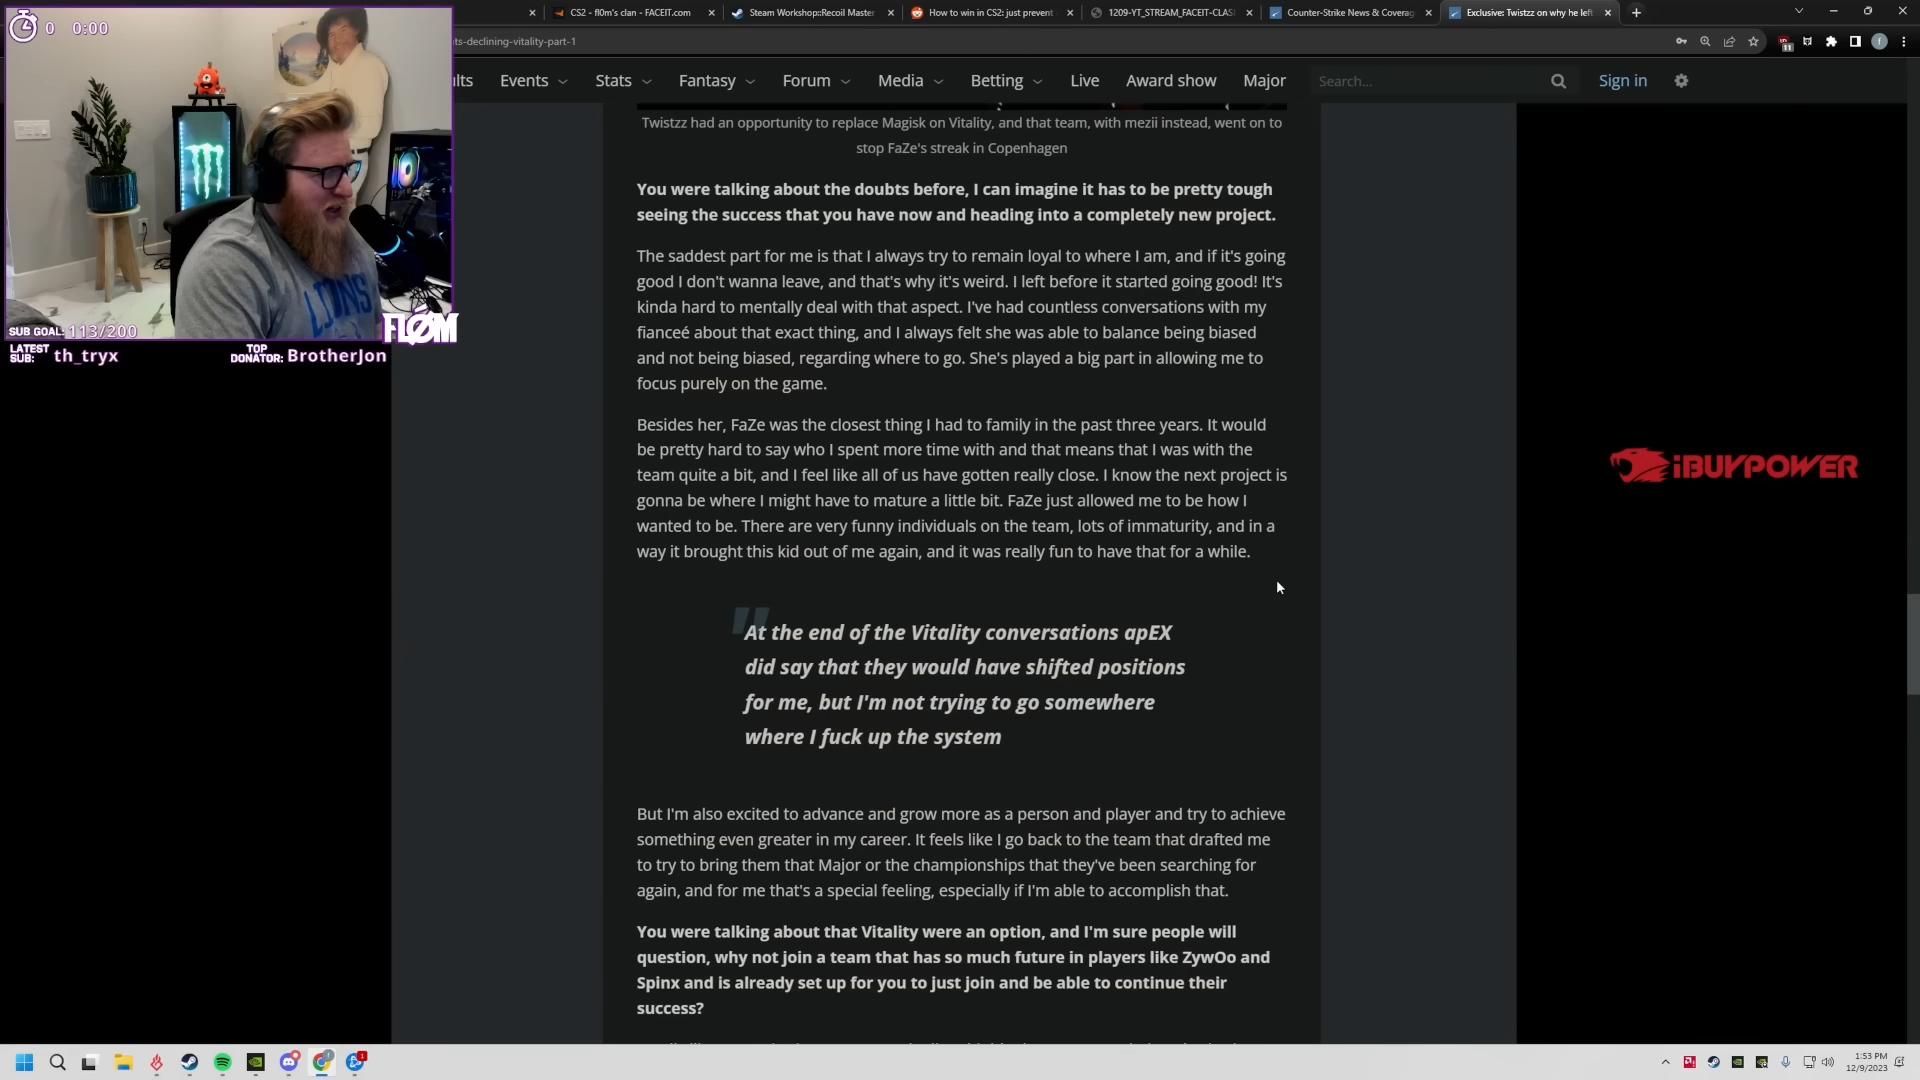 0 0:00
CS2 - fl0m's clan - FACEIT.com
Steam Workshop::Recoil Master
How to win in CS2: just prevent
1209-YT_STREAM_FACEIT-CLAS
Counter-Strike News & Coverag
Exclusive: Twistzz on why he left
ts-declining-vitality-part-1
11
ults Events Stats Fantasy Forum Media Betting Live Award show Major Search... Sign in
Twistzz had an opportunity to replace Magisk on Vitality, and that team, with mezii instead, went on to
stop FaZe's streak in Copenhagen
You were talking about the doubts before, I can imagine it has to be pretty tough
seeing the success that you have now and heading into a completely new project.
The saddest part for me is that I always try to remain loyal to where I am, and if it's going
good I don't wanna leave, and that's why it's weird. I left before it started going good! It's
kinda hard to mentally deal with that aspect. I've had countless conversations with my
fianceé about that exact thing, and I always felt she was able to balance being biased
and not being biased, regarding where to go. She's played a big part in allowing me to
focus purely on the game.
LIONS
SUB GOAL: 113/200
FLØM
LATEST SUB: th_tryx
TOP DONATOR: BrotherJon
Besides her, FaZe was the closest thing I had to family in the past three years. It would
be pretty hard to say who I spent more time with and that means that I was with the
team quite a bit, and I feel like all of us have gotten really close. I know the next project is
gonna be where I might have to mature a little bit. FaZe just allowed me to be how I
wanted to be. There are very funny individuals on the team, lots of immaturity, and in a
way it brought this kid out of me again, and it was really fun to have that for a while.
iBUYPOWER
"At the end of the Vitality conversations apEX
did say that they would have shifted positions
for me, but I'm not trying to go somewhere
where I fuck up the system
But I'm also excited to advance and grow more as a person and player and try to achieve
something even greater in my career. It feels like I go back to the team that drafted me
to try to bring them that Major or the championships that they've been searching for
again, and for me that's a special feeling, especially if I'm able to accomplish that.
You were talking about that Vitality were an option, and I'm sure people will
question, why not join a team that has so much future in players like ZywOo and
Spinx and is already set up for you to just join and be able to continue their
success?
1:53 PM
12/9/2023